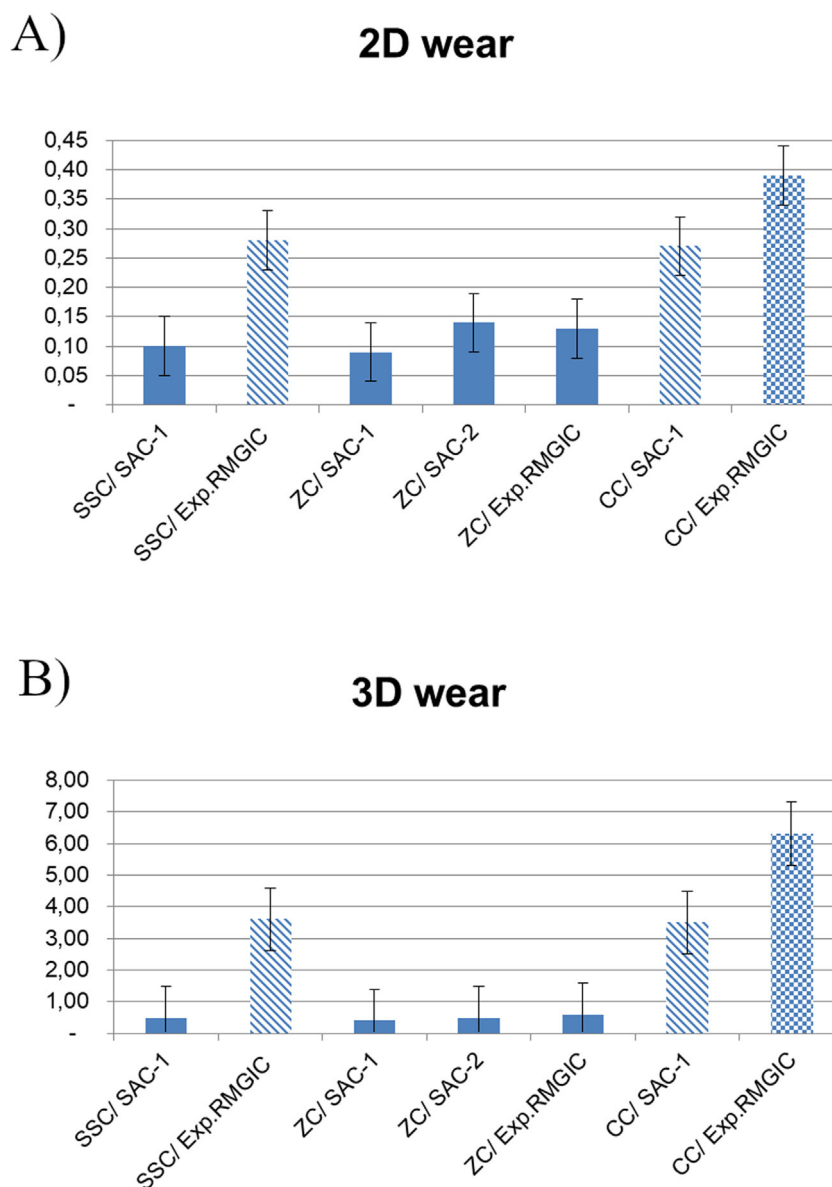 A)
2D wear
0,45
0,40
0,35
0,30
0,25
0,20
0,15
0,10
0,05
-
SSC/ SAC-1
SSC/ Exp.RMGIC
ZC/ SAC-1
ZC/ SAC-2
ZC/ Exp.RMGIC
CC/ SAC-1
CC/ Exp.RMGIC
B)
3D wear
8,00
7,00
6,00
5,00
4,00
3,00
2,00
1,00
-
SSC/ SAC-1
SSC/ Exp.RMGIC
ZC/ SAC-1
ZC/ SAC-2
ZC/ Exp.RMGIC
CC/ SAC-1
CC/ Exp.RMGIC